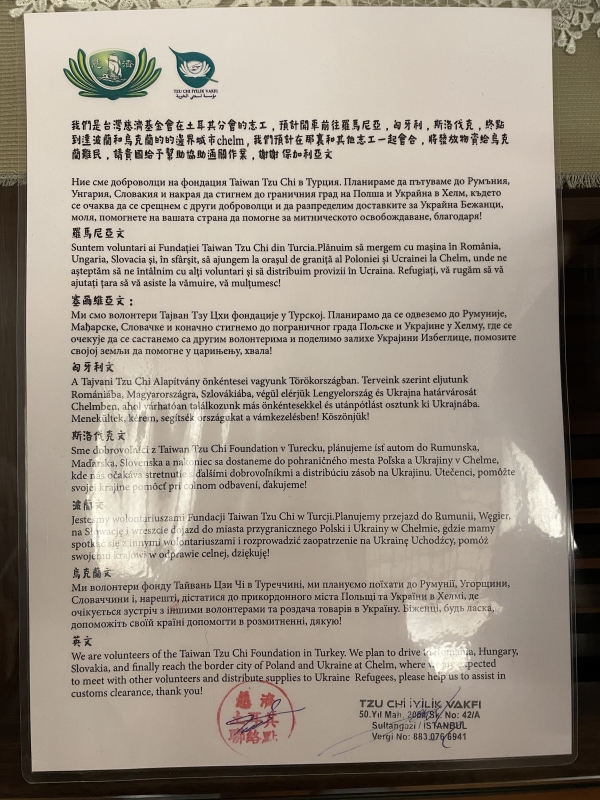 慈濟
TZU CHI İYİLİK VAKFI
مؤسسة تسجي الخيرية
我們是台灣慈濟基金會在土耳其分會的志工，預計開車前往羅馬尼亞，匈牙利，斯洛伐克，終點
到達波蘭和烏克蘭的的邊界城市chelm，我們預計在那裏和其他志工一起會合，將發放物資給烏克
蘭難民，請貴國給予幫助協助通關作業，謝謝 保加利亞文
Ние сме доброволци на фондация Taiwan Tzu Chi в Турция. Планираме да пътуваме до Румъния,
Унгария, Словакия и накрая да стигнем до граничния град на Полша и Украйна в Хелм, където
се очаква да се срещнем с други доброволци и да разпределим доставките за Украйна Бежанци,
моля, помогнете на вашата страна да помогне за митническото освобождаване, благодаря!
羅馬尼亞文
Suntem voluntari ai Fundației Taiwan Tzu Chi din Turcia.Plănuim să mergem cu mașina în România,
Ungaria, Slovacia și, în sfârșit, să ajungem la orașul de graniță al Poloniei și Ucrainei la Chelm, unde ne
așteptăm să ne întâlnim cu alți voluntari și să distribuim provizii în Ucraina. Refugiați, vă rugăm să vă
ajutați țara să vă asiste la vămuire, vă mulțumesc!
塞爾維亞文：
Ми смо волонтери Тајван Тзу Цхи фондације у Турској. Планирамо да се одвеземо до Румуније,
Мађарске, Словачке и коначно стигнемо до пограничног града Пољске и Украјине у Хелму, где се
очекује да се састанемо са другим волонтерима и поделимо залихе Украјини Избеглице, помозите
својој земљи да помогне у царињењу, хвала!
匈牙利文
A Tajvani Tzu Chi Alapítvány önkéntesei vagyunk Törökországban. Terveink szerint eljutunk
Romániába, Magyarországra, Szlovákiába, végül elérjük Lengyelország és Ukrajna határvárosát
Chelmben, ahol várhatóan találkozunk más önkéntesekkel és utánpótlást osztunk ki Ukrajnába.
Menekültek, kérem, segítsék országukat a vámkezelésben! Köszönjük!
斯洛伐克文
Sme dobrovoľníci z Taiwan Tzu Chi Foundation v Turecku, plánujeme ísť autom do Rumunska,
Maďarska, Slovenska a nakoniec sa dostaneme do pohraničného mesta Poľska a Ukrajiny v Chelme,
kde nás očakáva stretnutie s ďalšími dobrovoľníkmi a distribúciu zásob na Ukrajinu. Utečenci, pomôžte
svojej krajine pomôcť pri colnom odbavení, ďakujeme!
波蘭文
Jesteśmy wolontariuszami Fundacji Taiwan Tzu Chi w Turcji.Planujemy przejazd do Rumunii, Węgier,
na Słowację i wreszcie dojazd do miasta przygranicznego Polski i Ukrainy w Chełmie, gdzie mamy
spotkać się z innymi wolontariuszami i rozprowadzić zaopatrzenie na Ukrainę Uchodźcy, pomóż
swojemu krajowi w odprawie celnej, dziękuję!
烏克蘭文
Ми волонтери фонду Тайвань Цзи Чі в Туреччині, ми плануємо поїхати до Румунії, Угорщини,
Словаччини і, нарешті, дістатися до прикордонного міста Польщі та України в Хелмі, де
очікується зустріч з іншими волонтерами та роздача товарів в Україну. Біженці, будь ласка,
допоможіть своїй країні допомогти в розмитненні, дякую!
英文
We are volunteers of the Taiwan Tzu Chi Foundation in Turkey. We plan to drive to Romania, Hungary,
Slovakia, and finally reach the border city of Poland and Ukraine at Chelm, where we are expected
to meet with other volunteers and distribute supplies to Ukraine Refugees, please help us to assist in
customs clearance, thank you!
慈濟
土耳其
聯絡點
TZU CHİ İYİLİK VAKFI
50.Yıl Mah. 2008. Sk. No: 42/A
Sultangazi / İSTANBUL
Vergi No: 883 076 6941